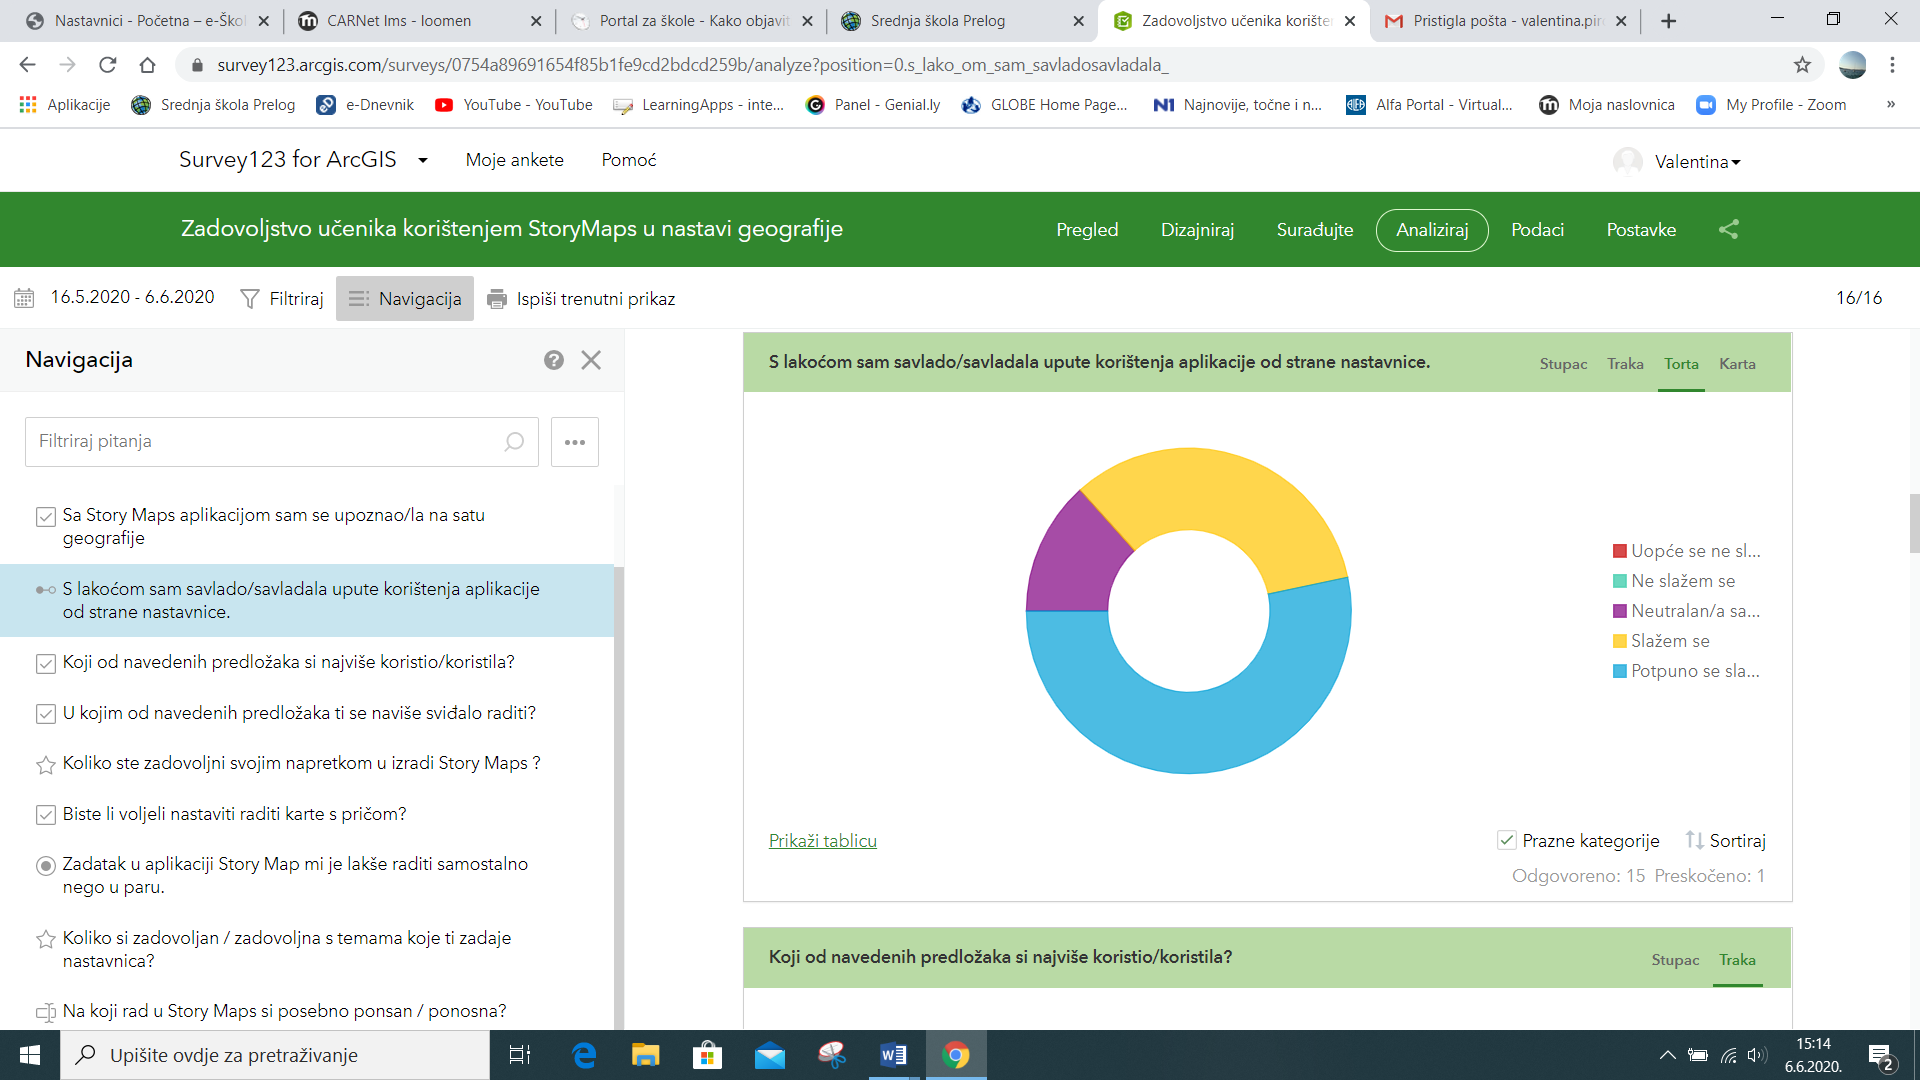 Nastavnici - Početna – e-Škol
CARNet lms - loomen
Portal za škole - Kako objavit
Srednja škola Prelog
Zadovoljstvo učenika korište
Pristigla pošta - valentina.pir
survey123.arcgis.com/surveys/0754a89691654f85b1fe9cd2bdcd259b/analyze?position=0.s_lako_om_sam_savladosavladala_
Aplikacije
Srednja škola Prelog
e-Dnevnik
YouTube - YouTube
LearningApps - inte...
Panel - Genial.ly
GLOBE Home Page...
N1 Najnovije, točne i n...
Alfa Portal - Virtual...
Moja naslovnica
My Profile - Zoom
»
Survey123 for ArcGIS
Moje ankete
Pomoć
Valentina
Zadovoljstvo učenika korištenjem StoryMaps u nastavi geografije
Pregled
Dizajniraj
Surađujte
Analiziraj
Podaci
Postavke
16.5.2020 - 6.6.2020
Filtriraj
Navigacija
Ispiši trenutni prikaz
16/16
Navigacija
Filtriraj pitanja
Sa Story Maps aplikacijom sam se upoznao/la na satu
geografije
S lakoćom sam savlado/savladala upute korištenja aplikacije
od strane nastavnice.
Koji od navedenih predložaka si najviše koristio/koristila?
U kojim od navedenih predložaka ti se naviše sviđalo raditi?
Koliko ste zadovoljni svojim napretkom u izradi Story Maps ?
Biste li voljeli nastaviti raditi karte s pričom?
Zadatak u aplikaciji Story Map mi je lakše raditi samostalno
nego u paru.
Koliko si zadovoljan / zadovoljna s temama koje ti zadaje
nastavnica?
Na koji rad u Story Maps si posebno ponsan / ponosna?
S lakoćom sam savlado/savladala upute korištenja aplikacije od strane nastavnice.
Stupac
Traka
Torta
Karta
Uopće se ne sl...
Ne slažem se
Neutralan/a sa...
Slažem se
Potpuno se sla...
Prikaži tablicu
Prazne kategorije
Sortiraj
Odgovoreno: 15 Preskočeno: 1
Koji od navedenih predložaka si najviše koristio/koristila?
Stupac
Traka
Upišite ovdje za pretraživanje
15:14
6.6.2020.
2